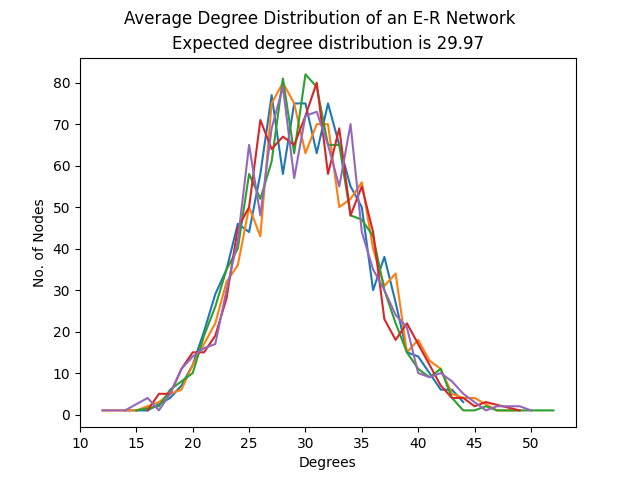 Average Degree Distribution of an E-R Network
Expected degree distribution is 29.97
80
70
60
50
40
30
20
10
0
No. of Nodes
10 15 20 25 30 35 40 45 50
Degrees